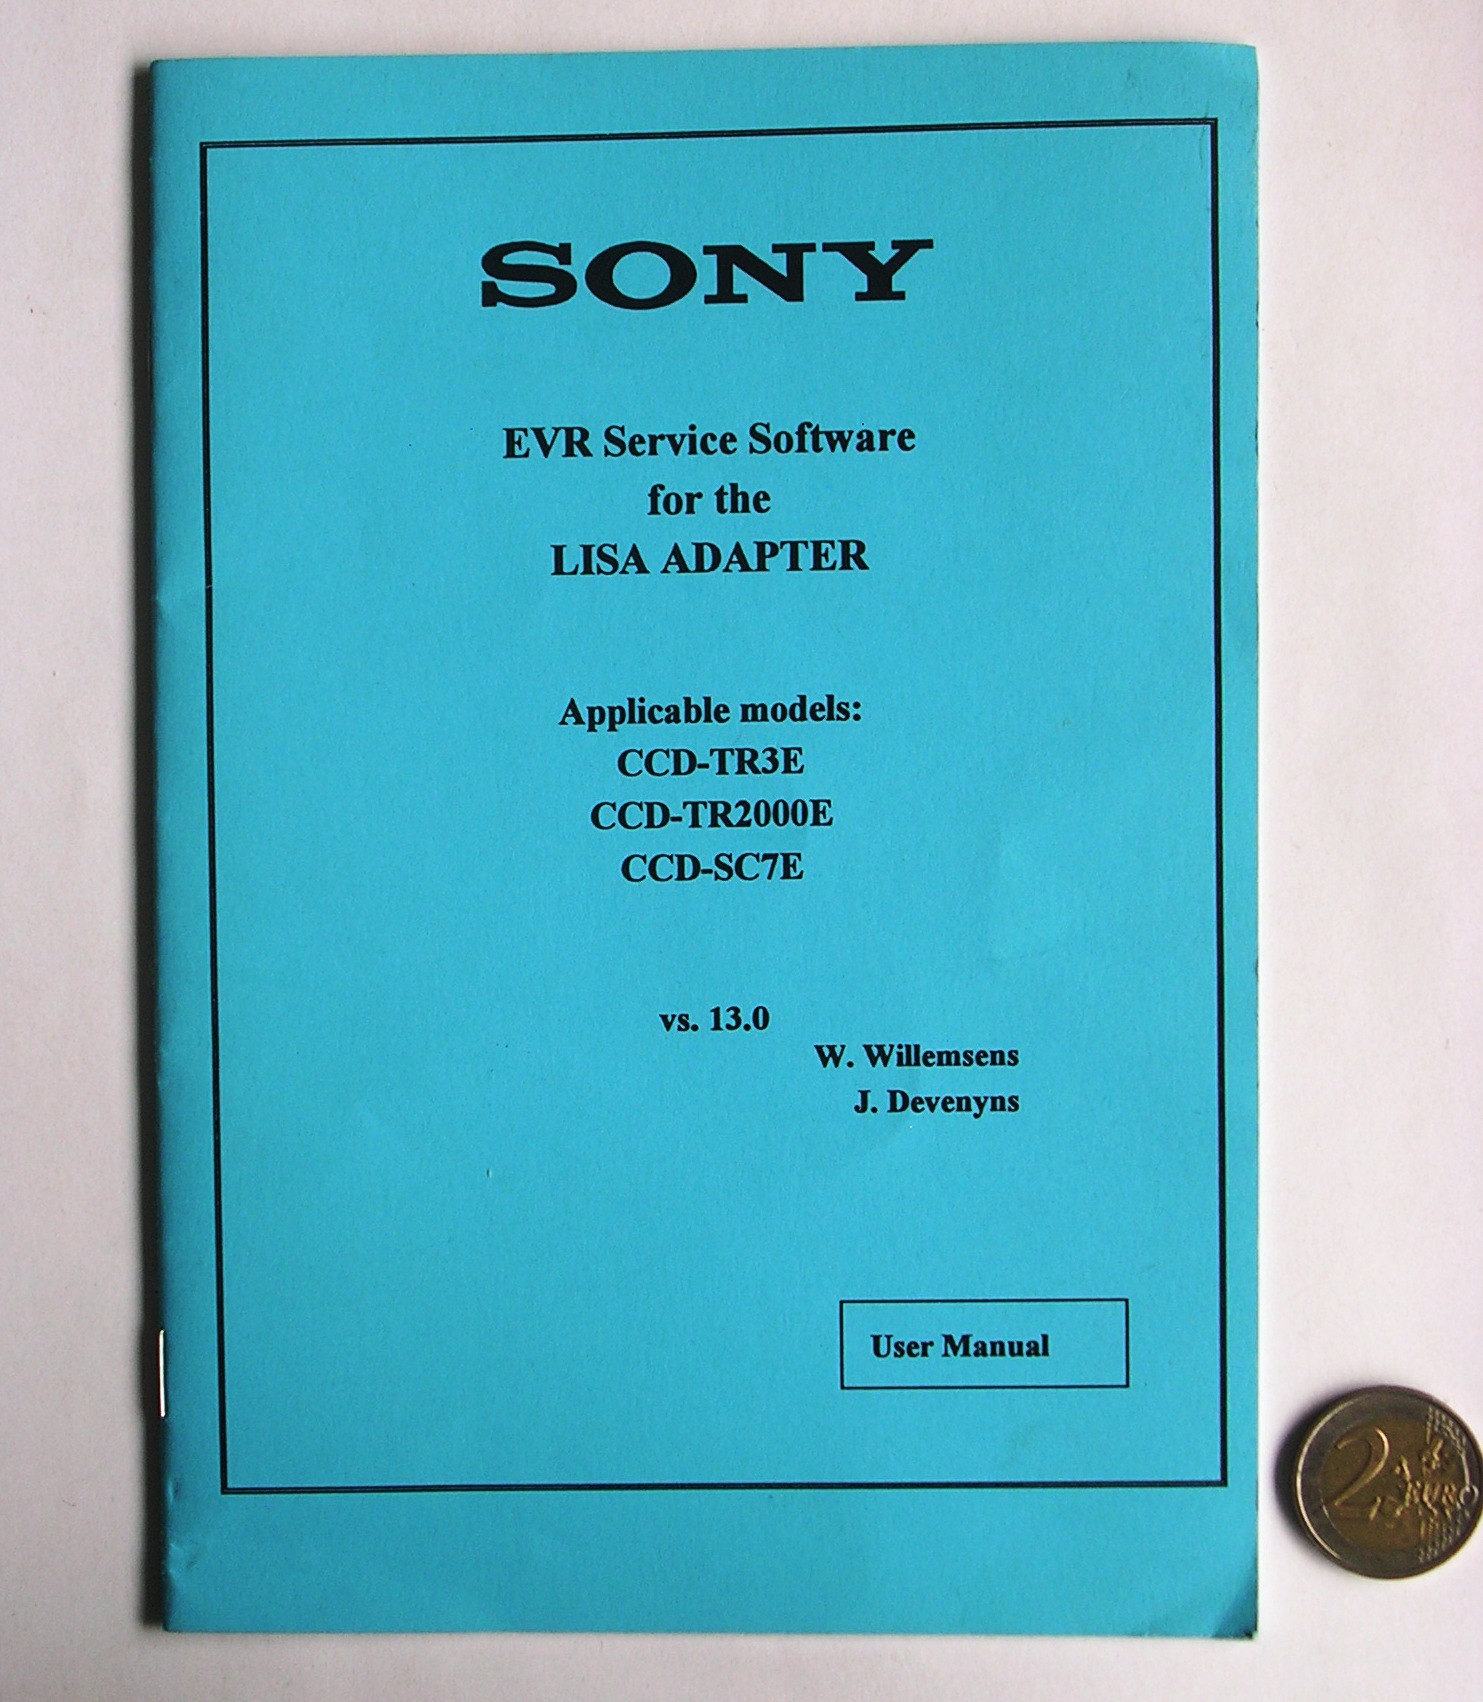 SONY
EVR Service Software
for the
LISA ADAPTER
Applicable models:
CCD-TR3E
CCD-TR2000E
CCD-SC7E
vs. 13.0
W. Willemsens
J. Devenyns
User Manual
2 EURO